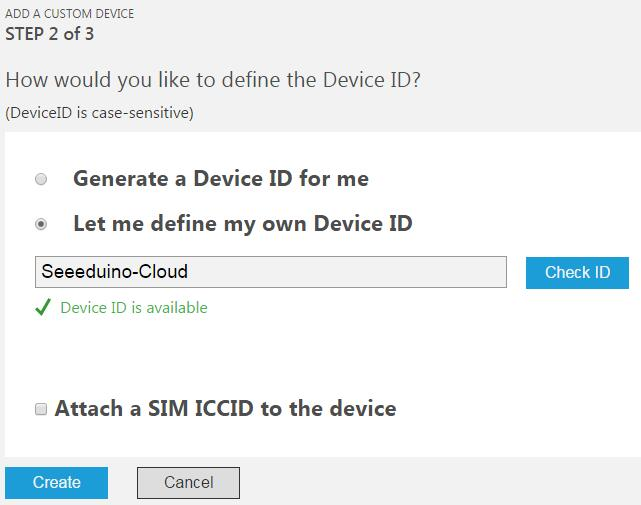 ADD A CUSTOM DEVICE
STEP 2 of 3
How would you like to define the Device ID?
(DeviceID is case-sensitive)
Generate a Device ID for me
Let me define my own Device ID
Seeeduino-Cloud
Check ID
Device ID is available
Attach a SIM ICCID to the device
Create
Cancel